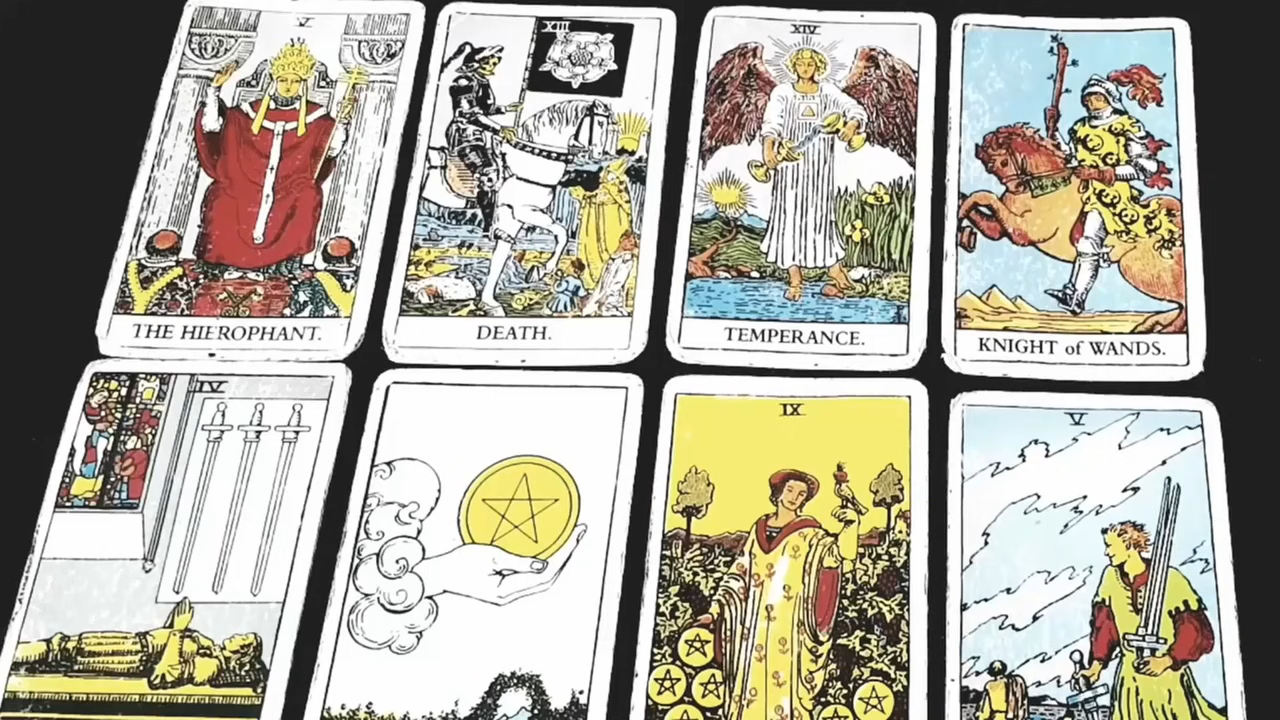 V
XIII
XIV
THE HIEROPHANT.
DEATH.
TEMPERANCE.
KNIGHT of WANDS.
IV
IX
V